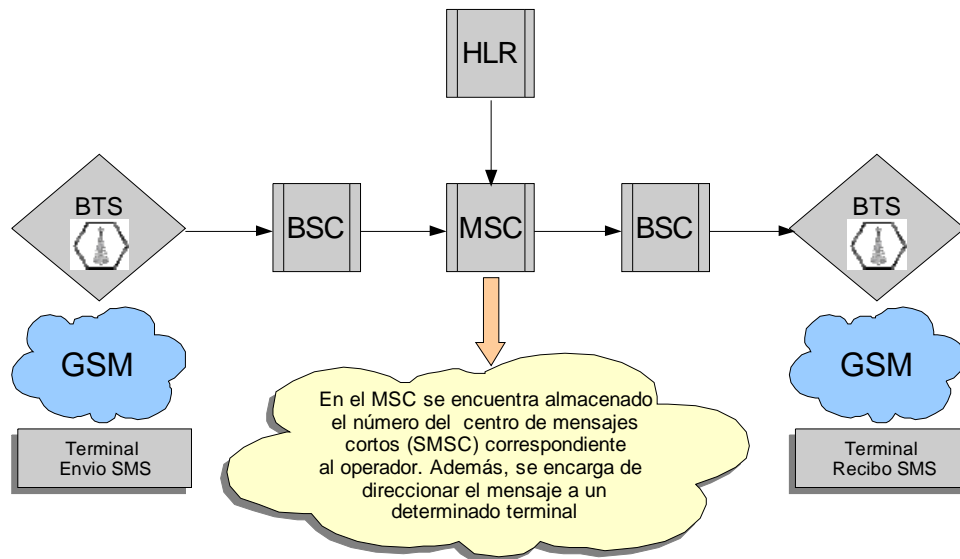 HLR
BTS
BSC
MSC
BSC
BTS
GSM
GSM
En el MSC se encuentra almacenado
el número del centro de mensajes
cortos (SMSC) correspondiente
al operador. Además, se encarga de
direccionar el mensaje a un
determinado terminal
Terminal
Envio SMS
Terminal
Recibo SMS